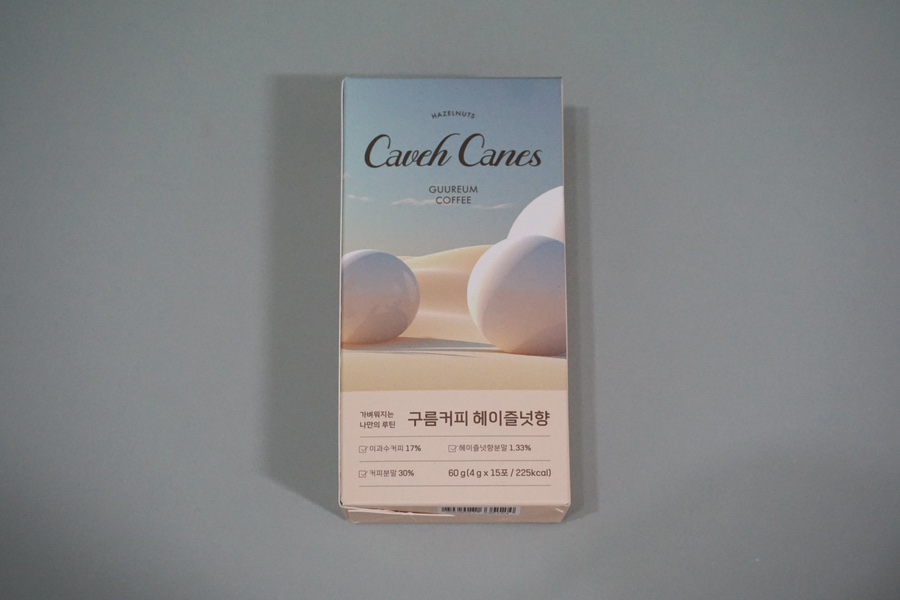 HAZELNUTS
Caveh Canes
GUUREUM
COFFEE
가벼워지는
나만의 루틴
구름커피 헤이즐넛향
이과수커피 17%
헤이즐넛향분말 1.33%
커피분말 30%
60 g(4 g x 15포 / 225kcal)